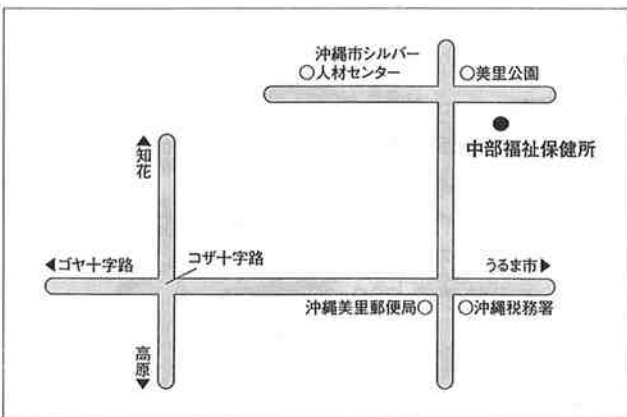 沖縄市シルバー
○人材センター
○美里公園
●
中部福祉保健所
▲知花
◀ゴヤ十字路
コザ十字路
うるま市▶
沖縄美里郵便局○
○沖縄税務署
高原▼